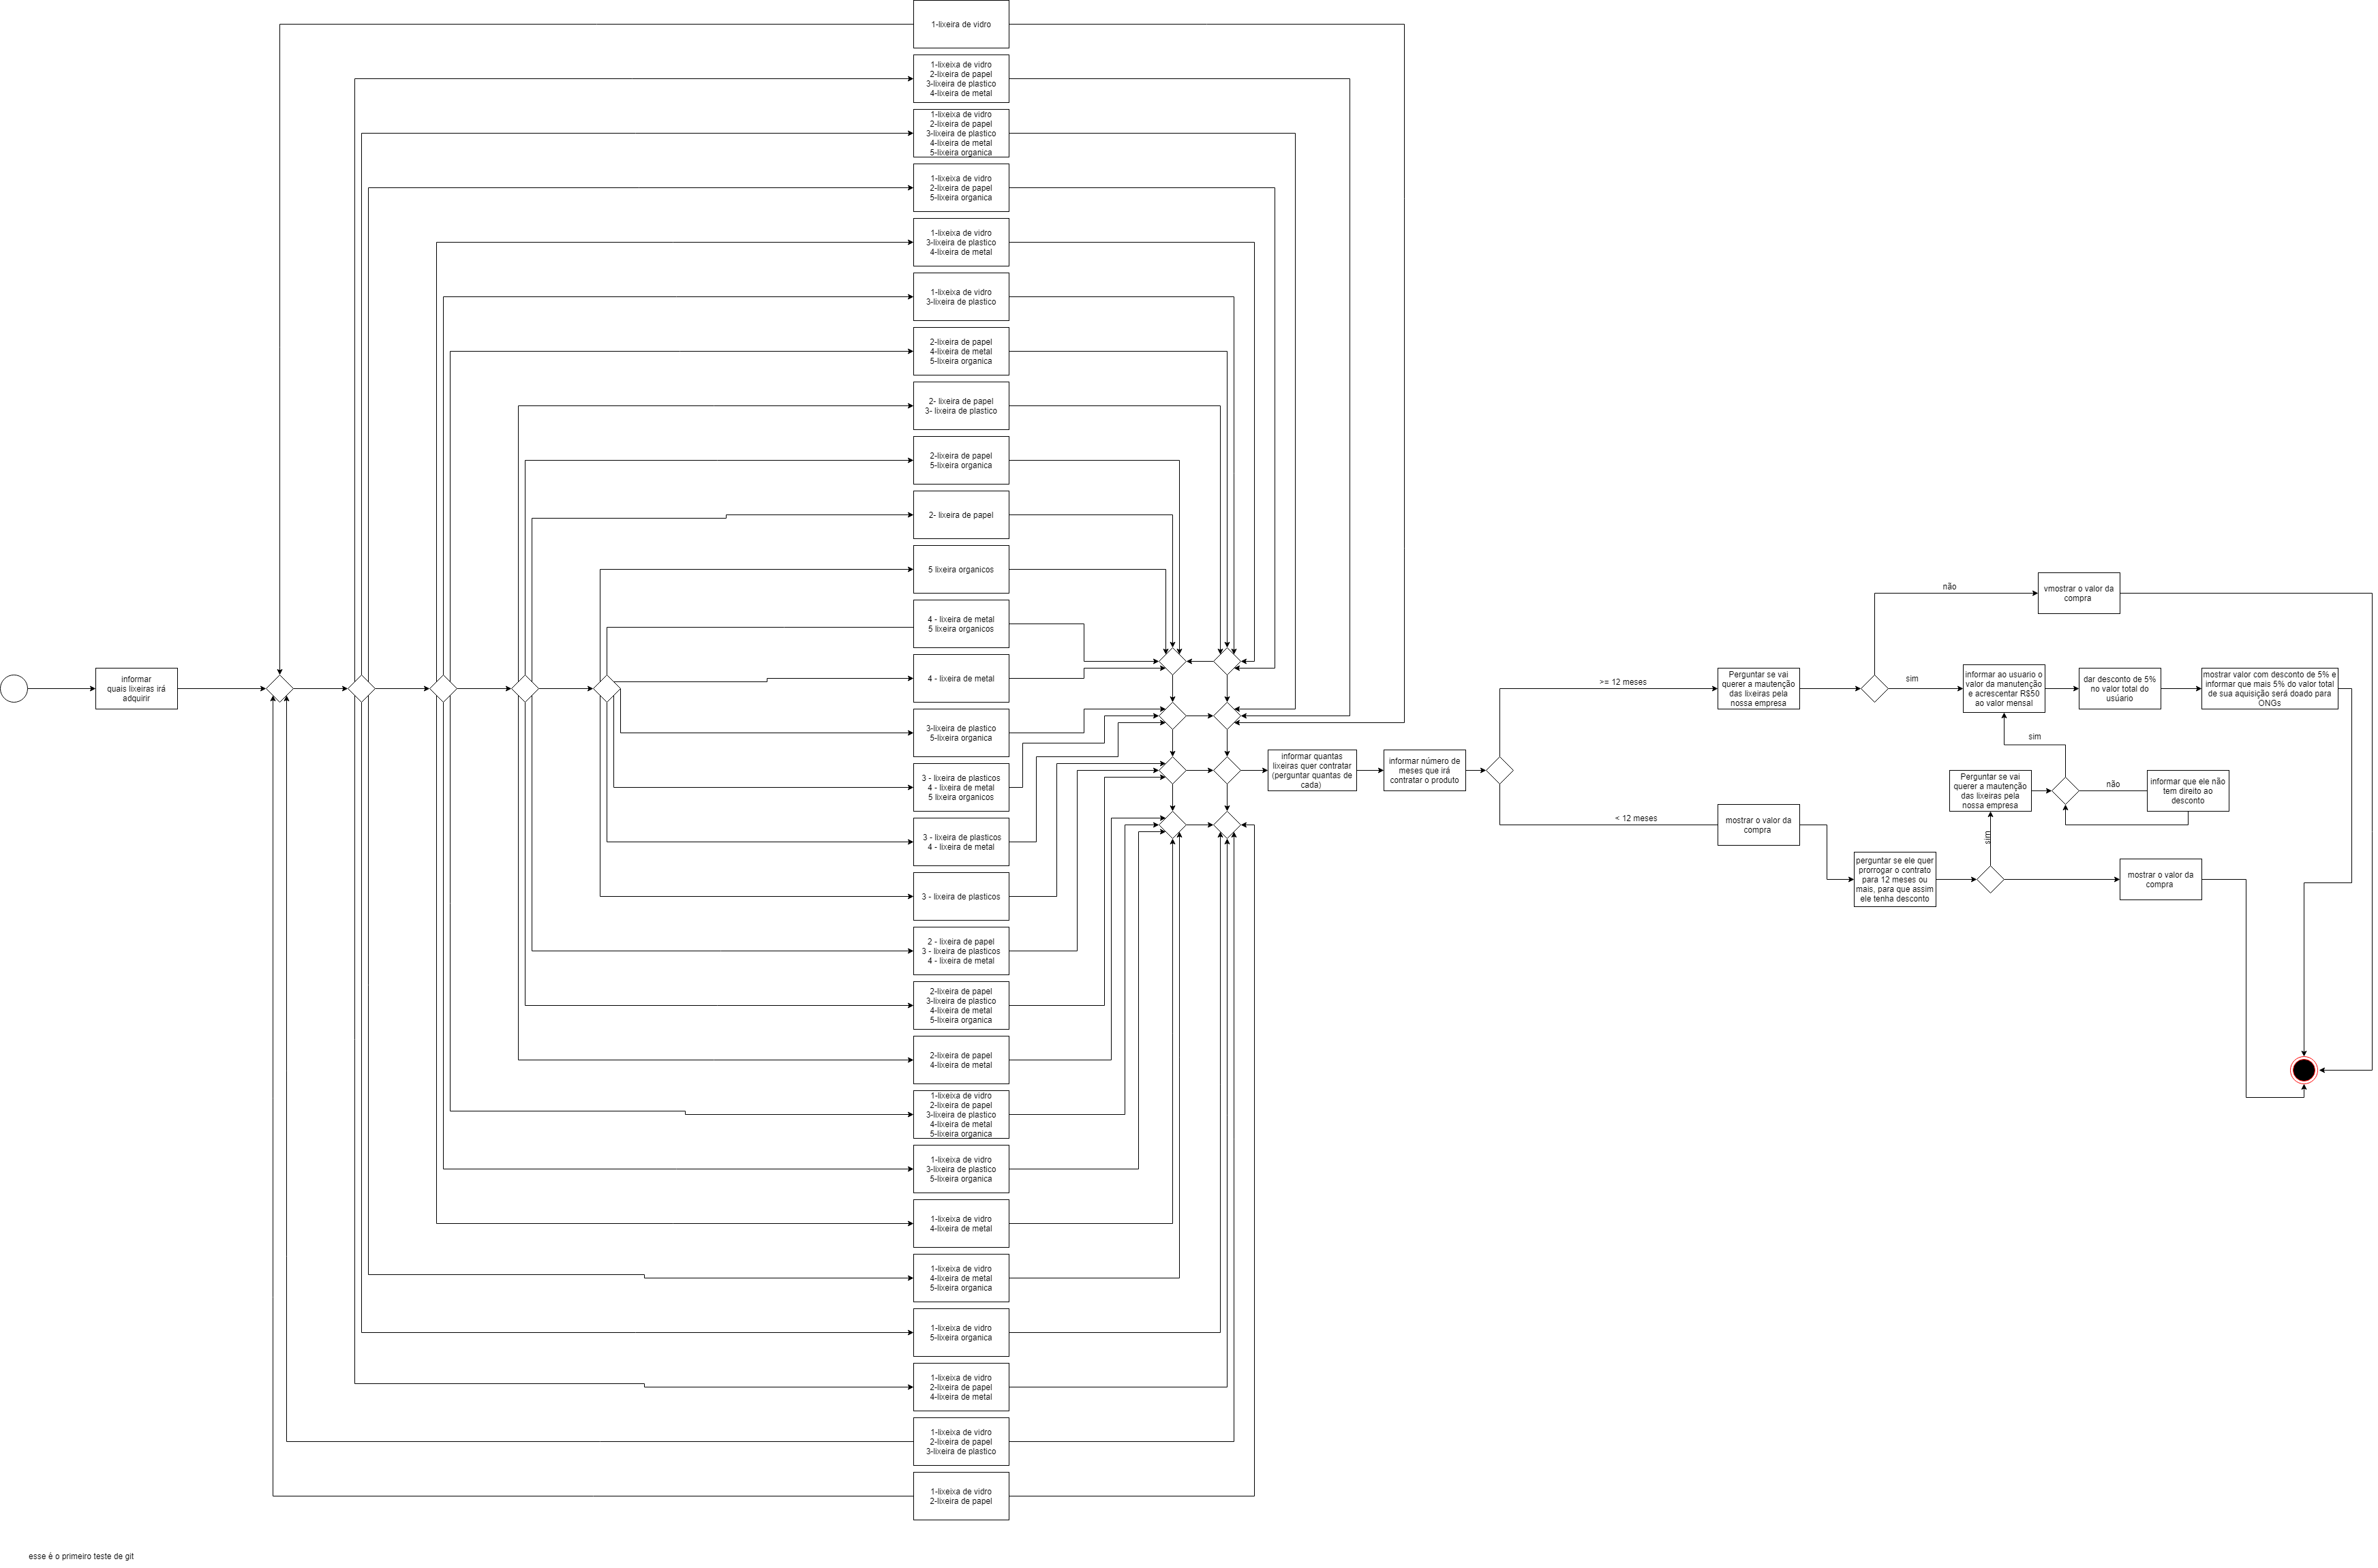 1-lixeira de vidro
1-lixeixa de vidro
2-lixeira de papel
3-lixeira de plastico
4-lixeira de metal
1-lixeixa de vidro
2-lixeira de papel
3-lixeira de plastico
4-lixeira de metal
5-lixeira organica
1-lixeixa de vidro
2-lixeira de papel
5-lixeira organica
1-lixeixa de vidro
3-lixeira de plastico
4-lixeira de metal
1-lixeixa de vidro
3-lixeira de plastico
2-lixeira de papel
4-lixeira de metal
5-lixeira organica
2- lixeira de papel
3- lixeira de plastico
2-lixeira de papel
5-lixeira organica
2- lixeira de papel
5 lixeira organicos
4 - lixeira de metal
5 lixeira organicos
4 - lixeira de metal
3-lixeira de plastico
5-lixeira organica
3 - lixeira de plasticos
4 - lixeira de metal
5 lixeira organicos
3 - lixeira de plasticos
4 - lixeira de metal
3 - lixeira de plasticos
2 - lixeira de papel
3 - lixeira de plasticos
4 - lixeira de metal
2-lixeira de papel
3-lixeira de plastico
4-lixeira de metal
5-lixeira organica
2-lixeira de papel
4-lixeira de metal
1-lixeixa de vidro
2-lixeira de papel
3-lixeira de plastico
4-lixeira de metal
5-lixeira organica
1-lixeixa de vidro
3-lixeira de plastico
5-lixeira organica
1-lixeixa de vidro
4-lixeira de metal
1-lixeixa de vidro
4-lixeira de metal
5-lixeira organica
1-lixeixa de vidro
5-lixeira organica
1-lixeixa de vidro
2-lixeira de papel
4-lixeira de metal
1-lixeixa de vidro
2-lixeira de papel
3-lixeira de plastico
1-lixeixa de vidro
2-lixeira de papel
informar
quais lixeiras irá
adquirir
informar quantas
lixeiras quer contratar
(perguntar quantas de
cada)
informar número de
meses que irá
contratar o produto
>= 12 meses
< 12 meses
Perguntar se vai
querer a mautenção
das lixeiras pela
nossa empresa
não
vmostrar o valor da
compra
sim
informar ao usuario o
valor da manutenção
e acrescentar R$50
ao valor mensal
dar desconto de 5%
no valor total do
usúário
mostrar valor com desconto de 5% e
informar que mais 5% do valor total
de sua aquisição será doado para
ONGs
sim
Perguntar se vai
querer a mautenção
das lixeiras pela
nossa empresa
não
informar que ele não
tem direito ao
desconto
mostrar o valor da
compra
sim
perguntar se ele quer
prorrogar o contrato
para 12 meses ou
mais, para que assim
ele tenha desconto
mostrar o valor da
compra
esse é o primeiro teste de git